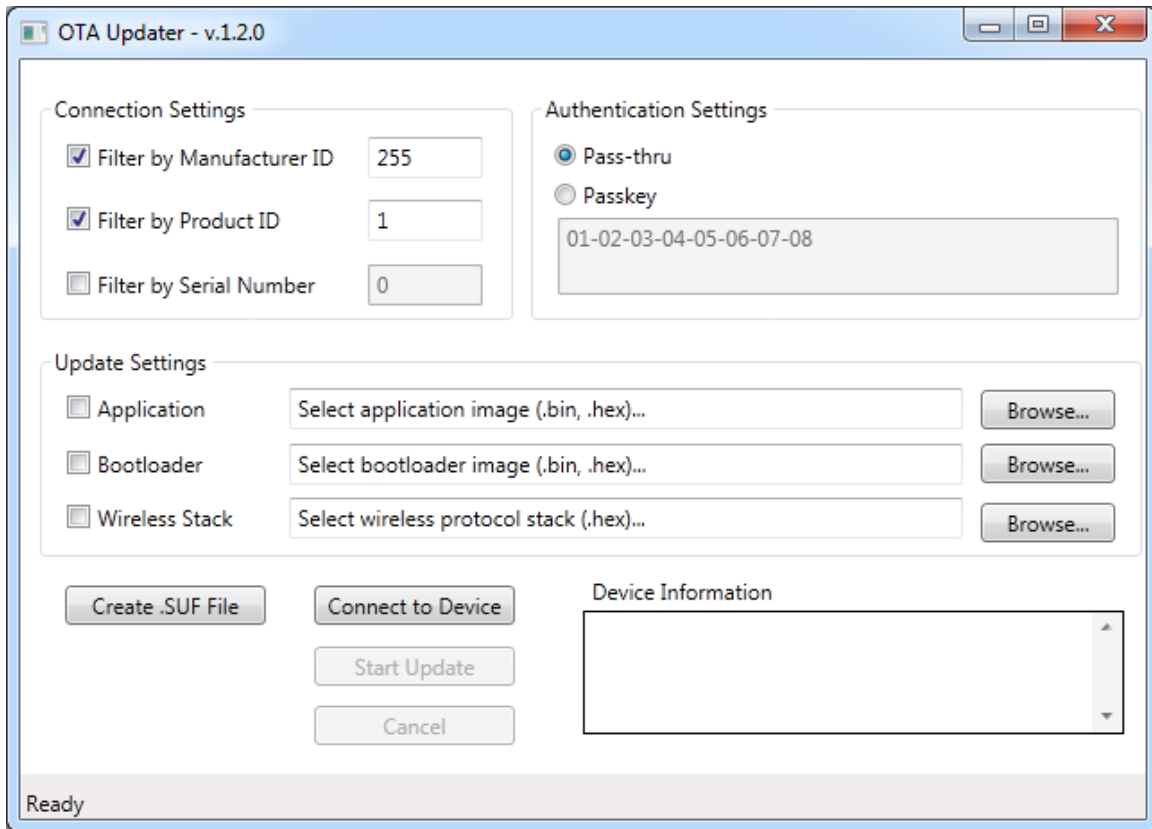 OTA Updater - v.1.2.0
Connection Settings
Filter by Manufacturer ID 255
Filter by Product ID 1
Filter by Serial Number 0
Authentication Settings
Pass-thru
Passkey
01-02-03-04-05-06-07-08
Update Settings
Application Select application image (.bin, .hex)... Browse...
Bootloader Select bootloader image (.bin, .hex)... Browse...
Wireless Stack Select wireless protocol stack (.hex)... Browse...
Create .SUF File Connect to Device
Start Update
Cancel
Device Information
Ready